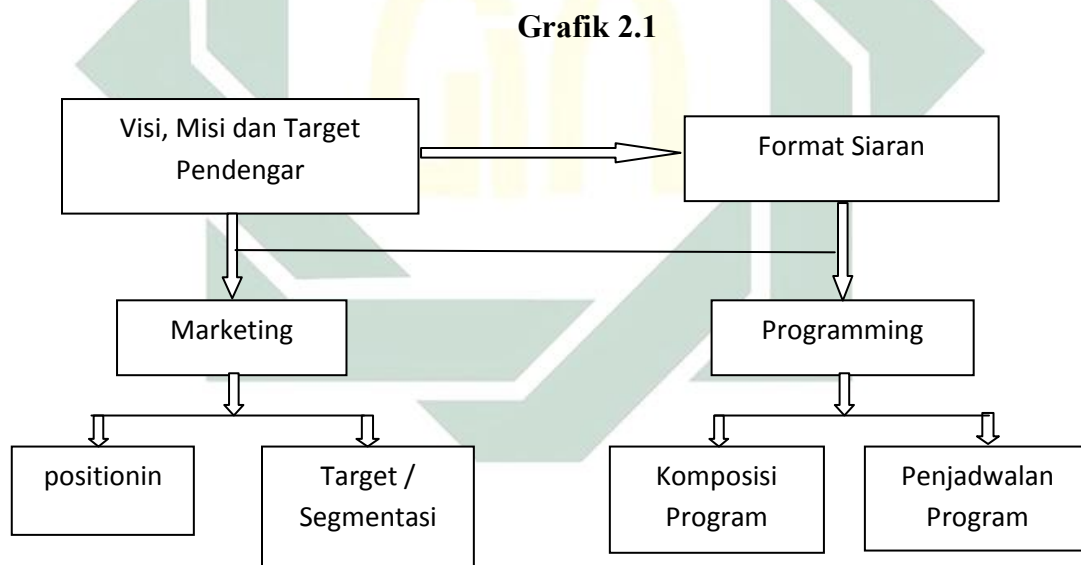 Grafik 2.1
Visi, Misi dan Target
Pendengar
Format Siaran
Marketing
Programming
positionin
Target /
Segmentasi
Komposisi
Program
Penjadwalan
Program